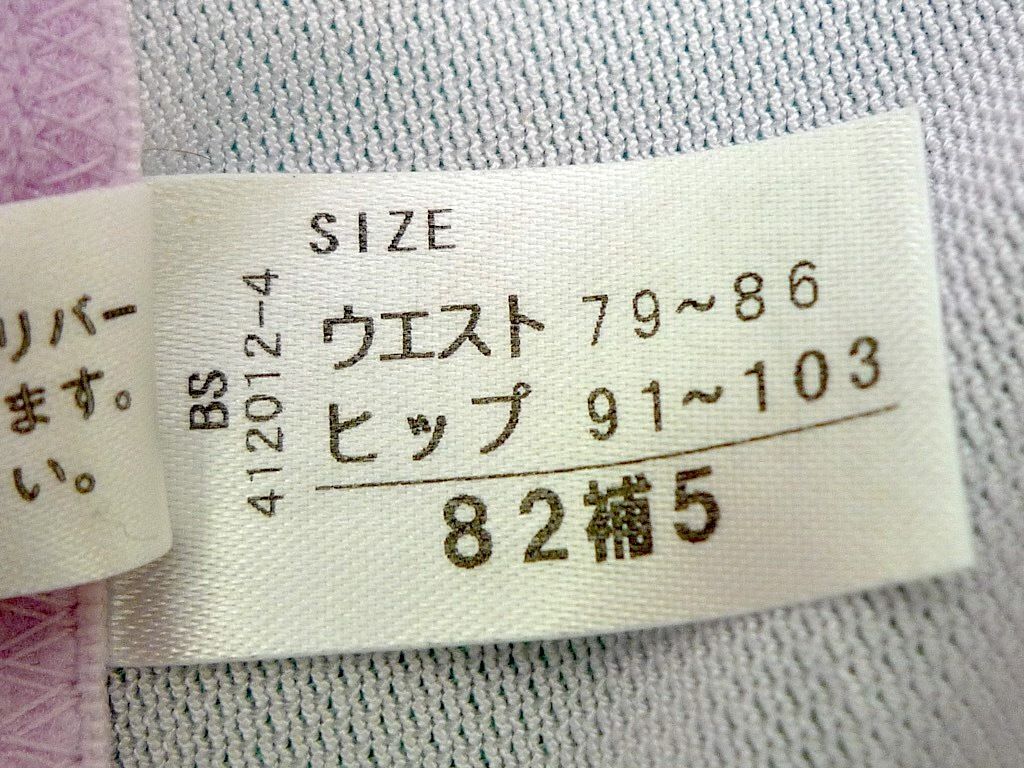 リバー
ます。
い。
BS
412012-4
SIZE
ウエスト 79~86
ヒップ 91~103
82補5